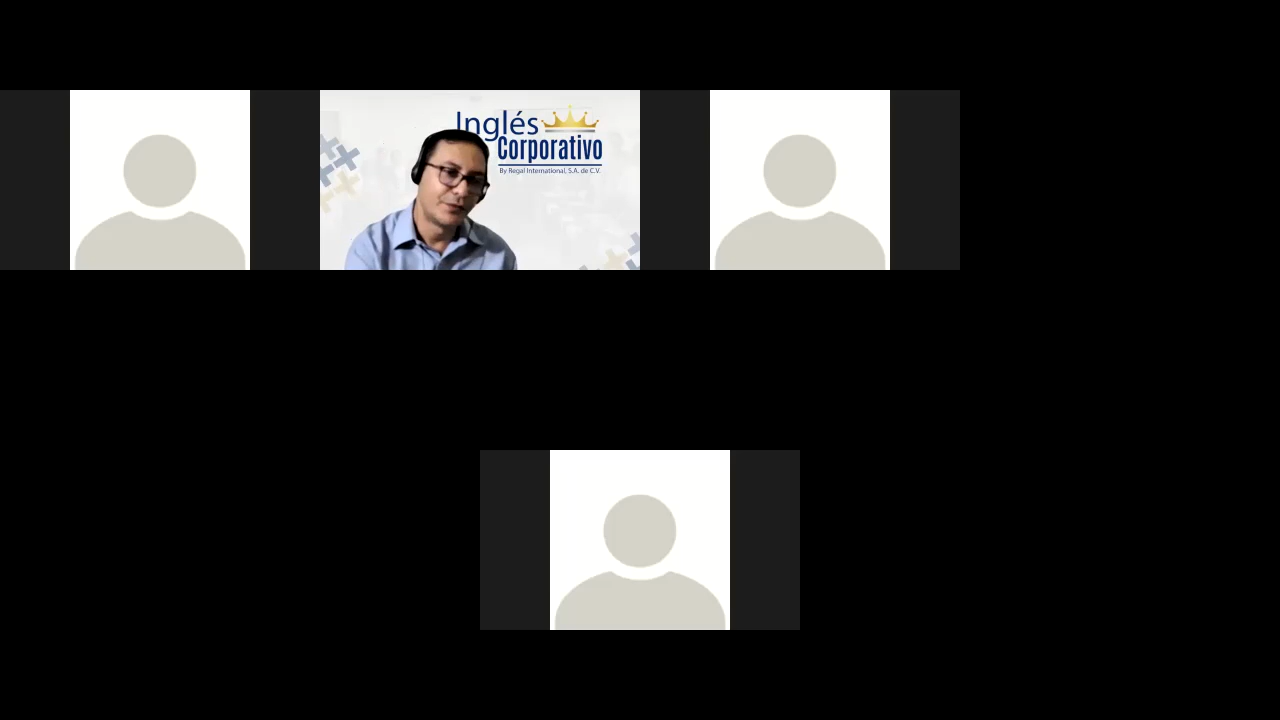 Inglés
Corporativo
By Regal International, S.A. de C.V.